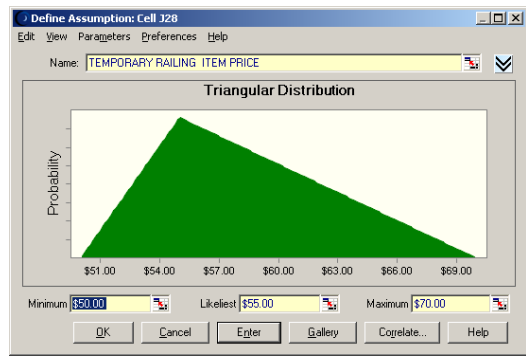 Define Assumption: Cell J28
Edit View Parameters Preferences Help
Name: TEMPORARY RAILING ITEM PRICE
Triangular Distribution
Probability
$51.00 $54.00 $57.00 $60.00 $63.00 $66.00 $69.00
Minimum $50.00 Likeliest $55.00 Maximum $70.00
OK Cancel Enter Gallery Correlate... Help